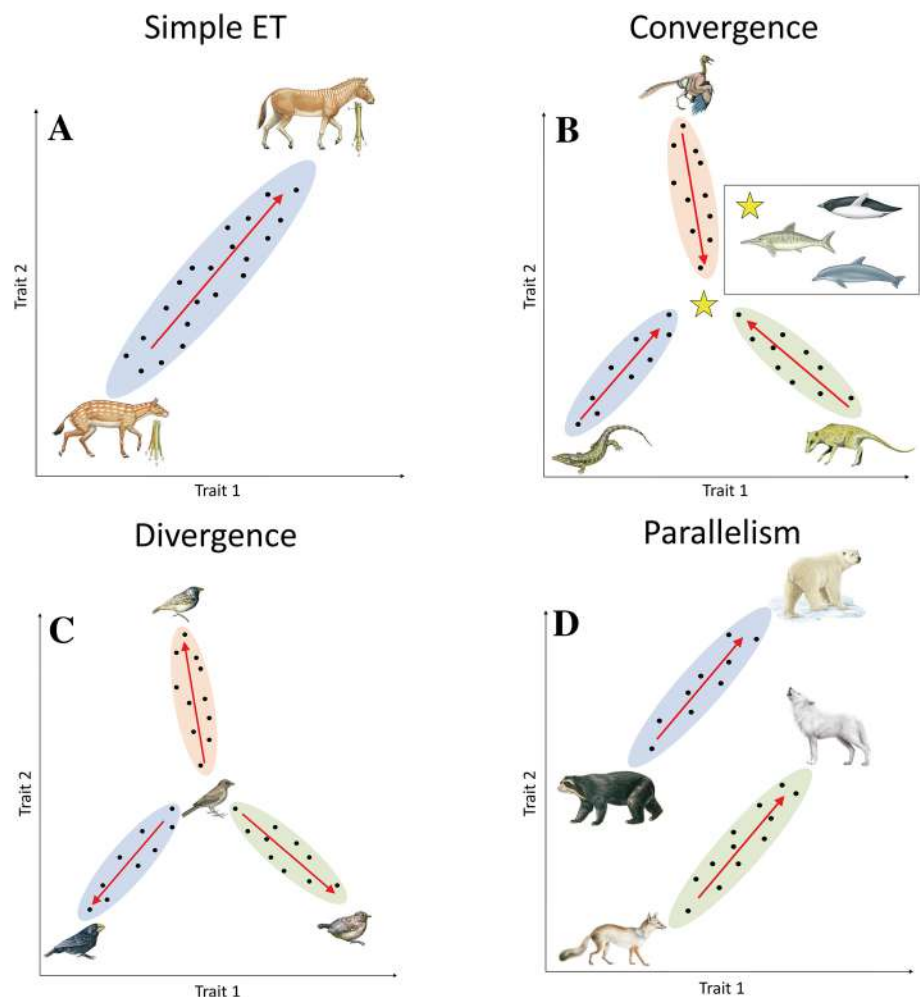 Simple ET
Convergence
A
B
Trait 2
Trait 1
Trait 2
Trait 1
Divergence
Parallelism
C
D
Trait 2
Trait 1
Trait 2
Trait 1